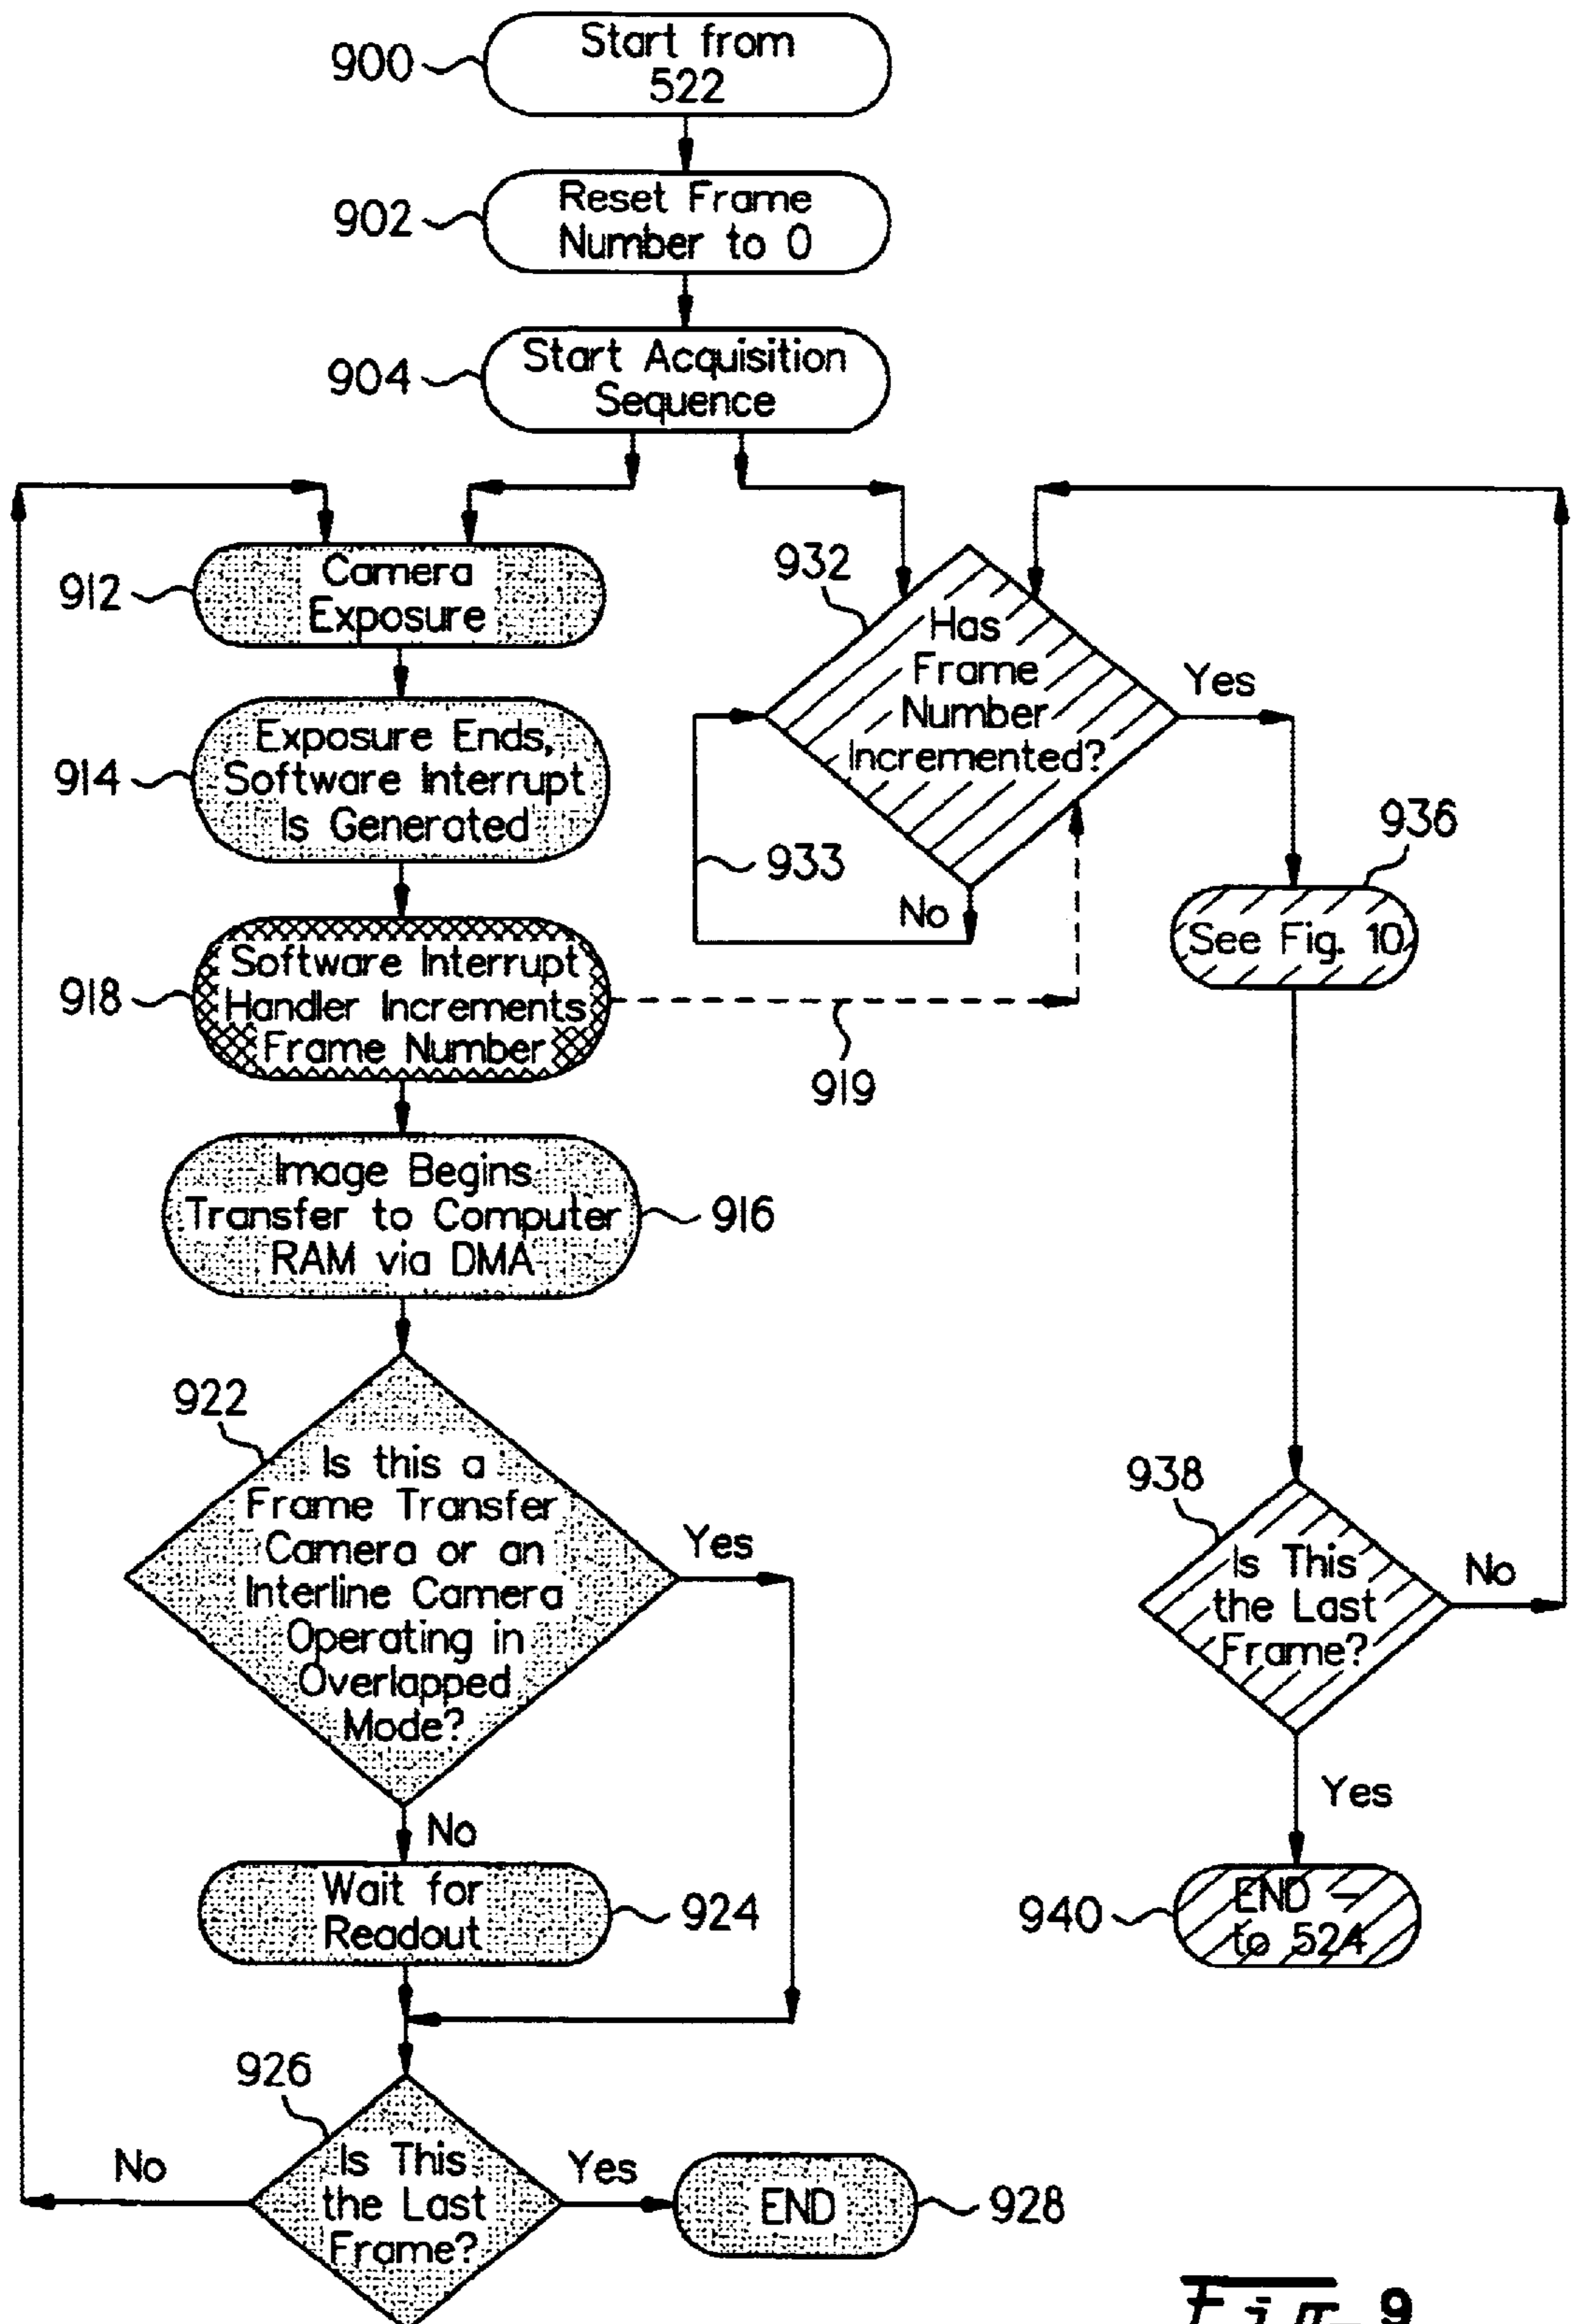 900
Start from
522
902
Reset Frame
Number to 0
904
Start Acquisition
Sequence
912
Camera
Exposure
914
Exposure Ends,
Software Interrupt
Is Generated
918
Software Interrupt
Handler Increments
Frame Number
919
Image Begins
Transfer to Computer
RAM via DMA
916
922
Is this a
Frame Transfer
Camera or an
Interline Camera
Operating in
Overlapped
Mode?
Yes
No
Wait for
Readout
924
926
Is This
the Last
Frame?
No
Yes
END
928
932
Has
Frame
Number
Incremented?
Yes
933
No
936
See Fig. 10
938
Is This
the Last
Frame?
No
Yes
940
END –
to 524
Fig. 9